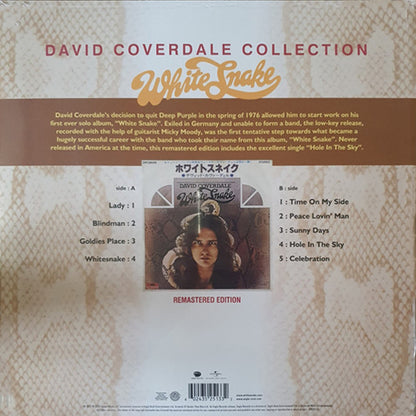 DAVID COVERDALE COLLECTION
White Snake
David Coverdale's decision to quit Deep Purple in the spring of 1976 allowed him to start work on his
first ever solo album, "White Snake". Exiled in Germany and unable to form a band, the low-key release,
recorded with the help of guitarist Micky Moody, was the first tentative step towards what became a
hugely successful career with the band who took their name from this album, "White Snake". Never
released in America at the time, this remastered edition includes the excellent single "Hole In The Sky".
side : A
Lady : 1
Blindman : 2
Goldies Place : 3
Whitesnake : 4
ホワイトスネイク
DAVID COVERDALE
White Snake
REMASTERED EDITION
B : side
1 : Time On My Side
2 : Peace Lovin' Man
3 : Sunny Days
4 : Hole In The Sky
5 : Celebration